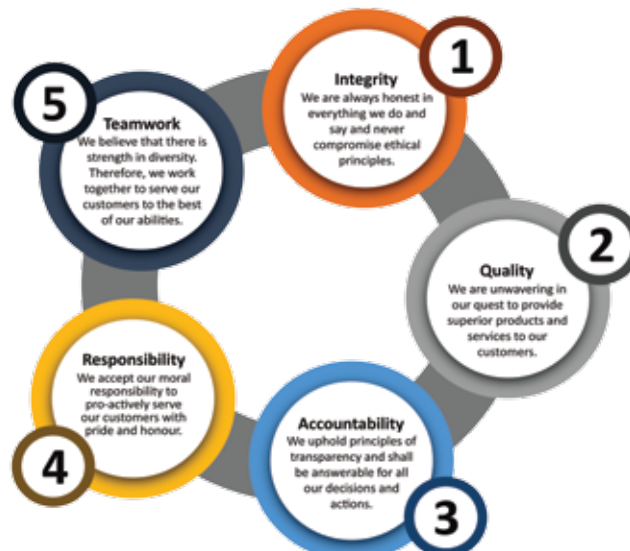 1
Integrity
We are always honest in
everything we do and
say and never
compromise ethical
principles.
2
Quality
We are unwavering in
our quest to provide
superior products and
services to our
customers.
3
Accountability
We uphold principles of
transparency and shall
be answerable for all
our decisions and
actions.
4
Responsibility
We accept our moral
responsibility to
pro-actively serve
our customers with
pride and honour.
5
Teamwork
We believe that there is
strength in diversity.
Therefore, we work
together to serve our
customers to the best
of our abilities.